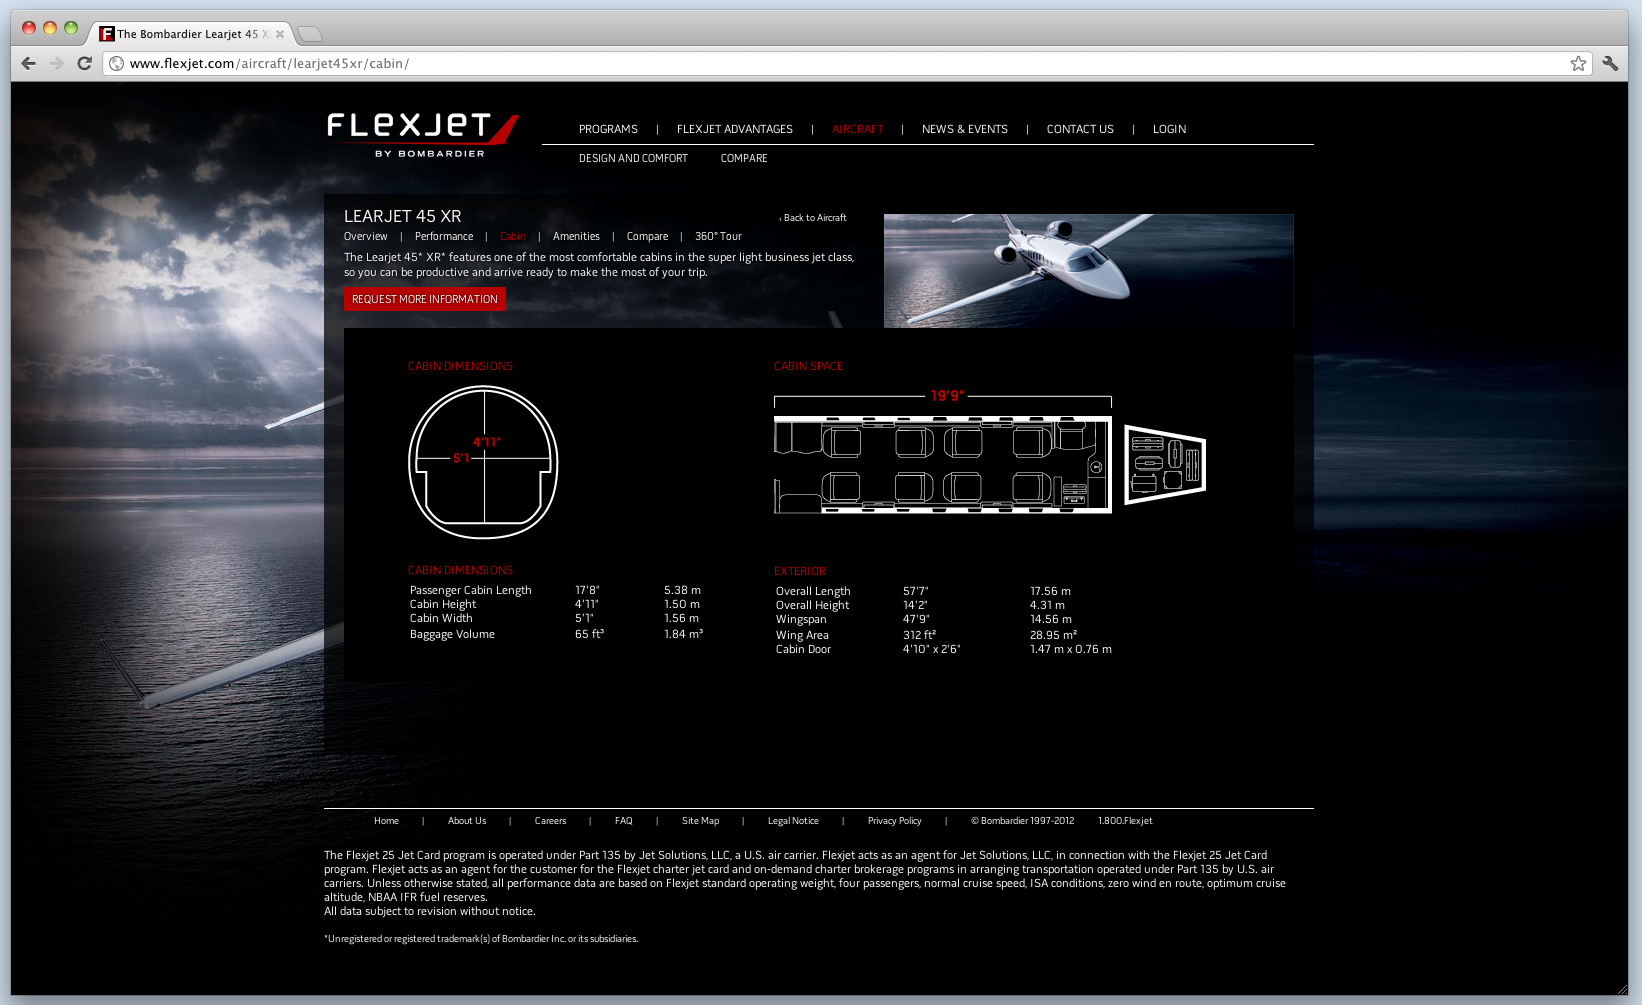 The Bombardier Learjet 45 X
www.flexjet.com/aircraft/learjet45xr/cabin/
FLEXJET
BY BOMBARDIER
PROGRAMS | FLEXJET ADVANTAGES | AIRCRAFT | NEWS & EVENTS | CONTACT US | LOGIN
DESIGN AND COMFORT COMPARE
LEARJET 45 XR
‹ Back to Aircraft
Overview | Performance | Cabin | Amenities | Compare | 360° Tour
The Learjet 45* XR* features one of the most comfortable cabins in the super light business jet class,
so you can be productive and arrive ready to make the most of your trip.
REQUEST MORE INFORMATION
CABIN DIMENSIONS
4'11"
5'1
CABIN SPACE
19'9"
CABIN DIMENSIONS
Passenger Cabin Length 17'8" 5.38 m
Cabin Height 4'11" 1.50 m
Cabin Width 5'1" 1.56 m
Baggage Volume 65 ft³ 1.84 m³
EXTERIOR
Overall Length 57'7" 17.56 m
Overall Height 14'2" 4.31 m
Wingspan 47'9" 14.56 m
Wing Area 312 ft² 28.95 m²
Cabin Door 4'10" x 2'6" 1.47 m x 0.76 m
Home | About Us | Careers | FAQ | Site Map | Legal Notice | Privacy Policy | © Bombardier 1997-2012 1.800.Flexjet
The Flexjet 25 Jet Card program is operated under Part 135 by Jet Solutions, LLC, a U.S. air carrier. Flexjet acts as an agent for Jet Solutions, LLC, in connection with the Flexjet 25 Jet Card
program. Flexjet acts as an agent for the customer for the Flexjet charter jet card and on-demand charter brokerage programs in arranging transportation operated under Part 135 by U.S. air
carriers. Unless otherwise stated, all performance data are based on Flexjet standard operating weight, four passengers, normal cruise speed, ISA conditions, zero wind en route, optimum cruise
altitude, NBAA IFR fuel reserves.
All data subject to revision without notice.
*Unregistered or registered trademark(s) of Bombardier Inc. or its subsidiaries.